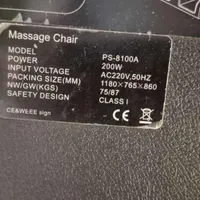 Massage Chair
MODEL PS-8100A
POWER 200W
INPUT VOLTAGE AC220V,50HZ
PACKING SIZE(MM) 1180×765×860
NW/GW(KGS) 75/87
SAFETY DESIGN CLASS I
CE&WEEE sign